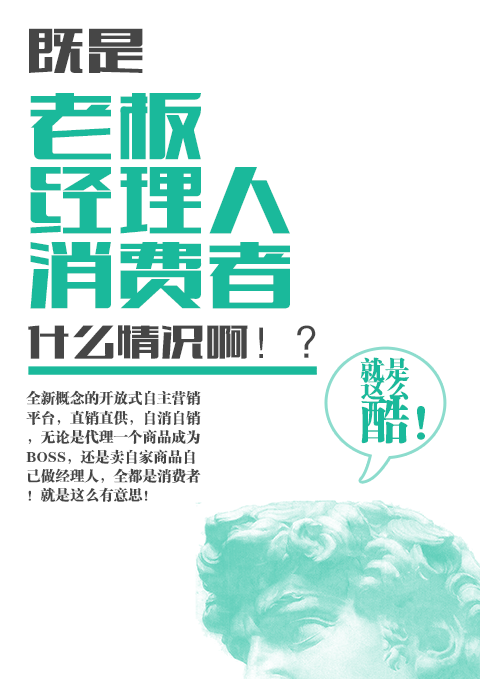 既是
老板
经理人
消费者
什么情况啊！？
就是
这么
酷！
全新概念的开放式自主营销
平台，直销直供，自消自销
，无论是代理一个商品成为
BOSS，还是卖自家商品自
己做经理人，全都是消费者
！就是这么有意思！